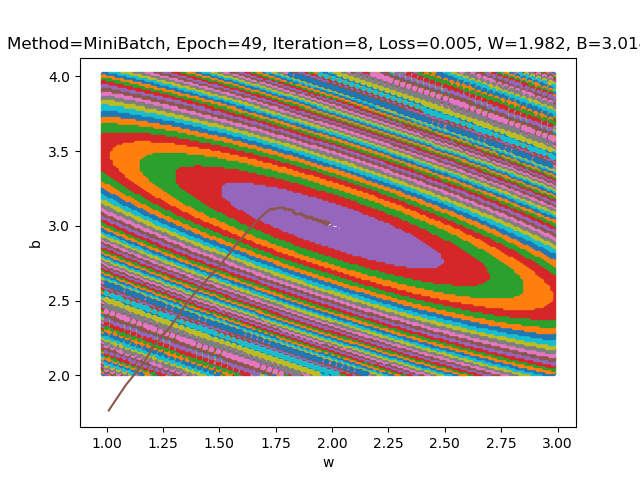 Method=MiniBatch, Epoch=49, Iteration=8, Loss=0.005, W=1.982, B=3.01
4.0
3.5
3.0
2.5
2.0
b
1.00 1.25 1.50 1.75 2.00 2.25 2.50 2.75 3.00
w